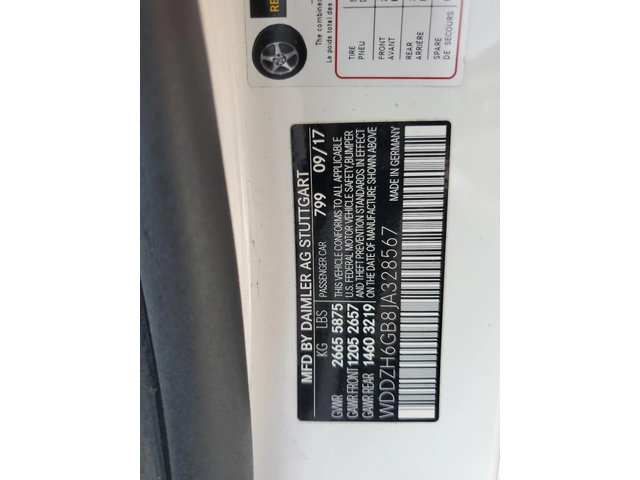 RE
The combined
Le poids total des
TIRE
PNEU
FRONT
AVANT
REAR
ARRIÈRE
SPARE
DE SECOURS
MFD BY DAIMLER AG STUTTGART
KG LBS PASSENGER CAR 799 09/17
GVWR 2665 5875 THIS VEHICLE CONFORMS TO ALL APPLICABLE
GAWR FRONT 1205 2657 U.S. FEDERAL MOTOR VEHICLE SAFETY, BUMPER
GAWR REAR 1460 3219 AND THEFT PREVENTION STANDARDS IN EFFECT
ON THE DATE OF MANUFACTURE SHOWN ABOVE
WDDZH6GB8JA328567 MADE IN GERMANY